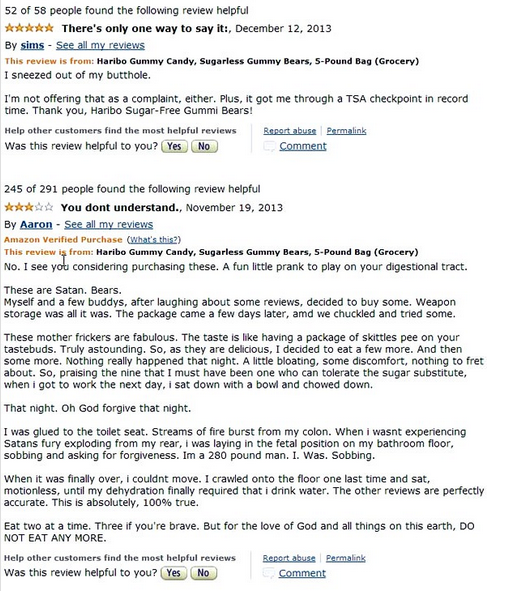 52 of 58 people found the following review helpful
There's only one way to say it:, December 12, 2013
By sims - See all my reviews
This review is from: Haribo Gummy Candy, Sugarless Gummy Bears, 5-Pound Bag (Grocery)
I sneezed out of my butthole.
I'm not offering that as a complaint, either. Plus, it got me through a TSA checkpoint in record
time. Thank you, Haribo Sugar-Free Gummi Bears!
Help other customers find the most helpful reviews
Was this review helpful to you? Yes No
Report abuse | Permalink
Comment
245 of 291 people found the following review helpful
You dont understand., November 19, 2013
By Aaron - See all my reviews
Amazon Verified Purchase (What's this?)
This review is from: Haribo Gummy Candy, Sugarless Gummy Bears, 5-Pound Bag (Grocery)
No. I see you considering purchasing these. A fun little prank to play on your digestional tract.
These are Satan. Bears.
Myself and a few buddys, after laughing about some reviews, decided to buy some. Weapon
storage was all it was. The package came a few days later, amd we chuckled and tried some.
These mother frickers are fabulous. The taste is like having a package of skittles pee on your
tastebuds. Truly astounding. So, as they are delicious, I decided to eat a few more. And then
some more. Nothing really happened that night. A little bloating, some discomfort, nothing to fret
about. So, praising the nine that I must have been one who can tolerate the sugar substitute,
when i got to work the next day, i sat down with a bowl and chowed down.
That night. Oh God forgive that night.
I was glued to the toilet seat. Streams of fire burst from my colon. When i wasnt experiencing
Satans fury exploding from my rear, i was laying in the fetal position on my bathroom floor,
sobbing and asking for forgiveness. Im a 280 pound man. I. Was. Sobbing.
When it was finally over, i couldnt move. I crawled onto the floor one last time and sat,
motionless, until my dehydration finally required that i drink water. The other reviews are perfectly
accurate. This is absolutely, 100% true.
Eat two at a time. Three if you're brave. But for the love of God and all things on this earth, DO
NOT EAT ANY MORE.
Help other customers find the most helpful reviews
Was this review helpful to you? Yes No
Report abuse | Permalink
Comment